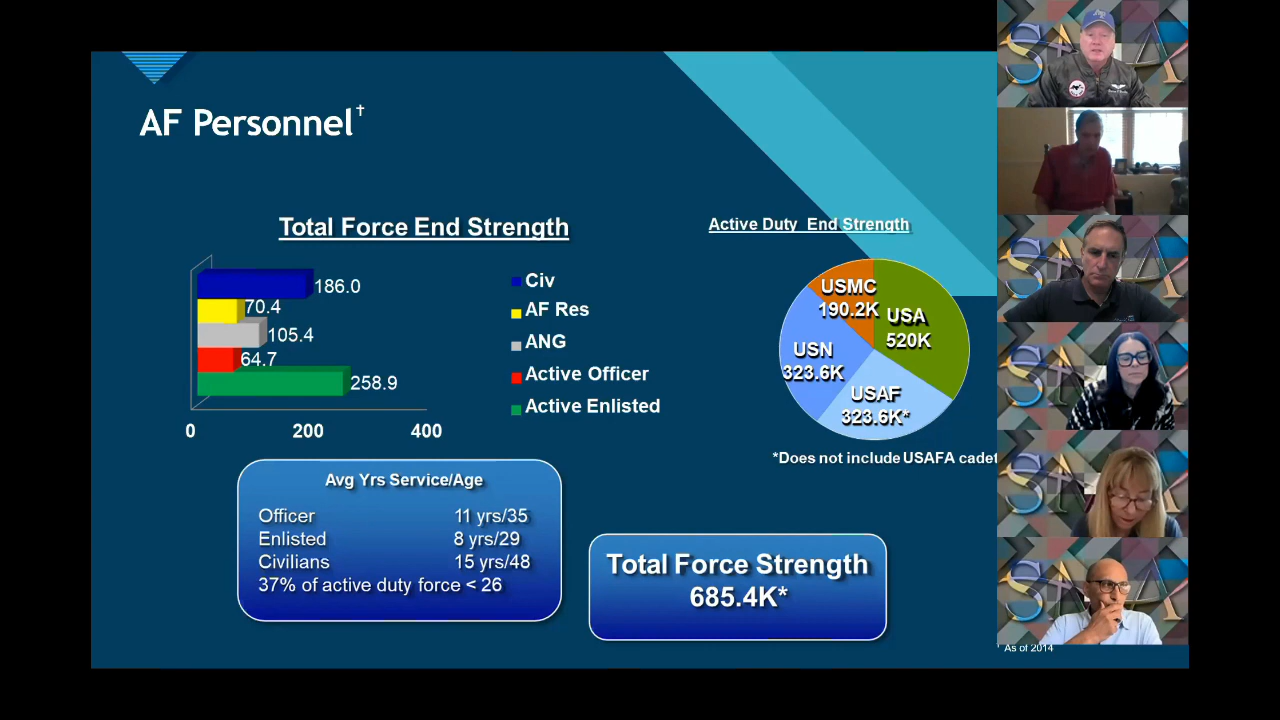 AF Personnel†
Total Force End Strength
186.0
70.4
105.4
64.7
258.9
0 200 400
Civ
AF Res
ANG
Active Officer
Active Enlisted
Active Duty End Strength
USMC
190.2K
USA
520K
USN
323.6K
USAF
323.6K*
*Does not include USAFA cadet
Avg Yrs Service/Age
Officer 11 yrs/35
Enlisted 8 yrs/29
Civilians 15 yrs/48
37% of active duty force < 26
Total Force Strength
685.4K*
As of 2014